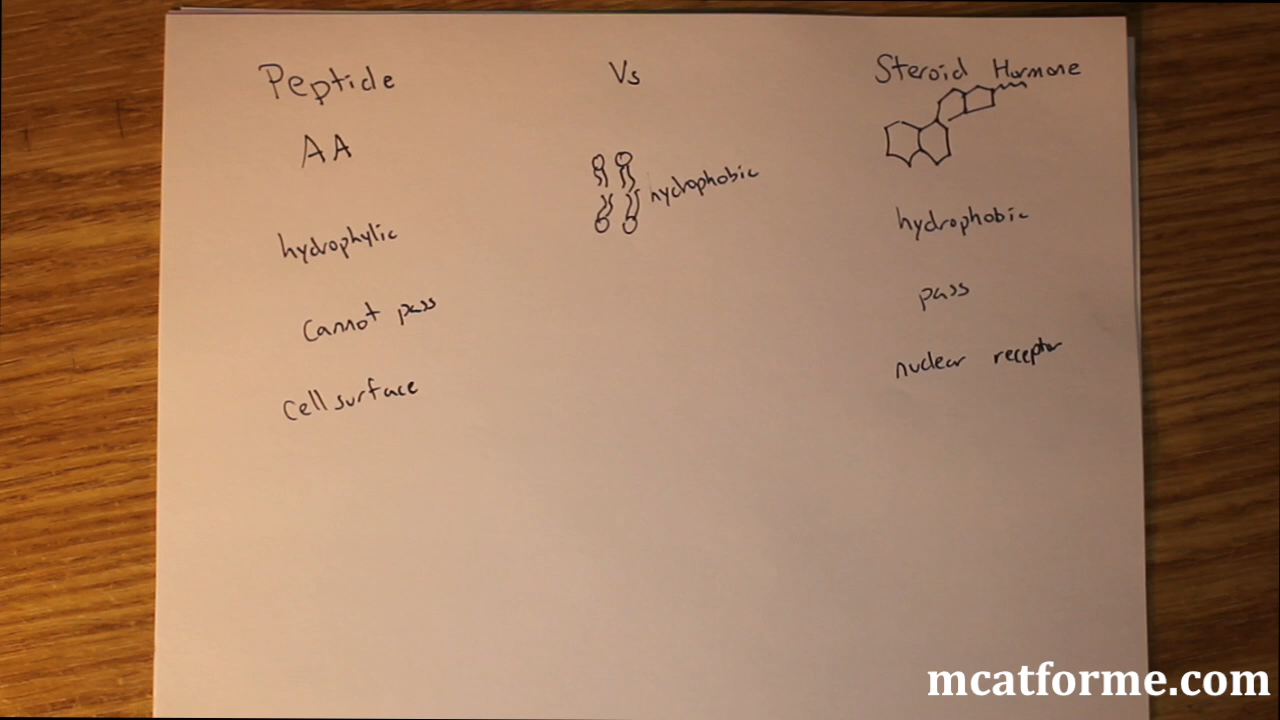 Peptide Vs Steroid Hormone
AA
hydrophobic
hydrophylic hydrophobic
Cannot pass pass
Cell surface nuclear receptor
mcatforme.com